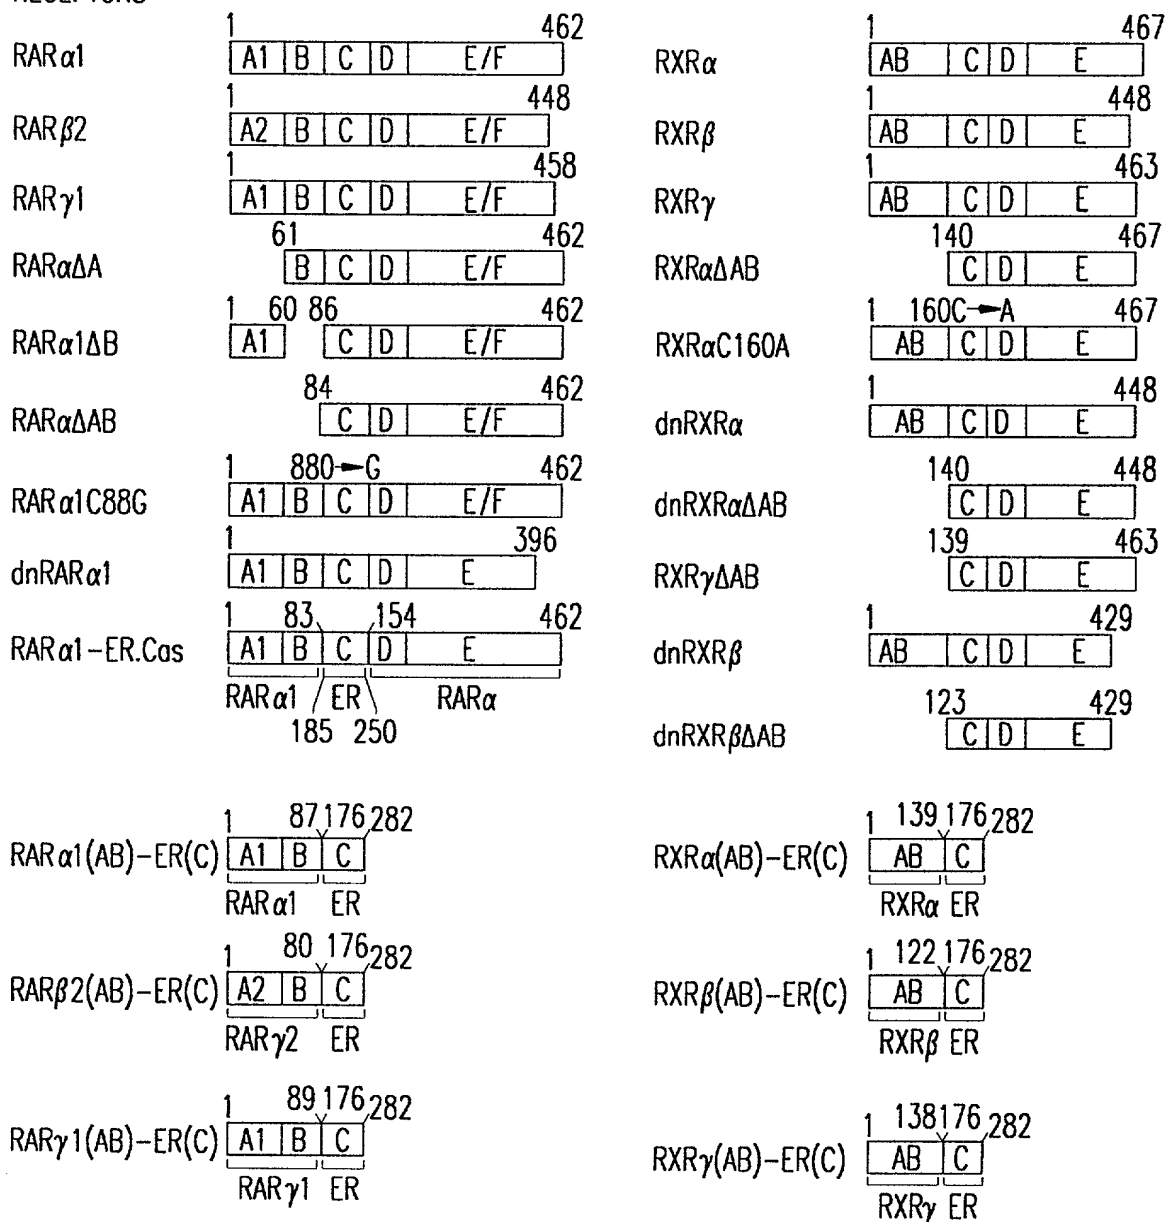 1 462
RARα1 A1 B C D E/F
1 448
RARβ2 A2 B C D E/F
1 458
RARγ1 A1 B C D E/F
61 462
RARαΔA B C D E/F
1 60 86 462
RARα1ΔB A1 C D E/F
84 462
RARαΔAB C D E/F
1 880→G 462
RARα1C88G A1 B C D E/F
1 396
dnRARα1 A1 B C D E
1 83 154 462
RARα1-ER.Cas A1 B C D E
RARα1 ER RARα
185 250
1 87 176 282
RARα1(AB)-ER(C) A1 B C
RARα1 ER
1 80 176 282
RARβ2(AB)-ER(C) A2 B C
RARγ2 ER
1 89 176 282
RARγ1(AB)-ER(C) A1 B C
RARγ1 ER
1 467
RXRα AB C D E
1 448
RXRβ AB C D E
1 463
RXRγ AB C D E
140 467
RXRαΔAB C D E
1 160C→A 467
RXRαC160A AB C D E
1 448
dnRXRα AB C D E
140 448
dnRXRαΔAB C D E
139 463
RXRγΔAB C D E
1 429
dnRXRβ AB C D E
123 429
dnRXRβΔAB C D E
1 139 176 282
RXRα(AB)-ER(C) AB C
RXRα ER
1 122 176 282
RXRβ(AB)-ER(C) AB C
RXRβ ER
1 138 176 282
RXRγ(AB)-ER(C) AB C
RXRγ ER